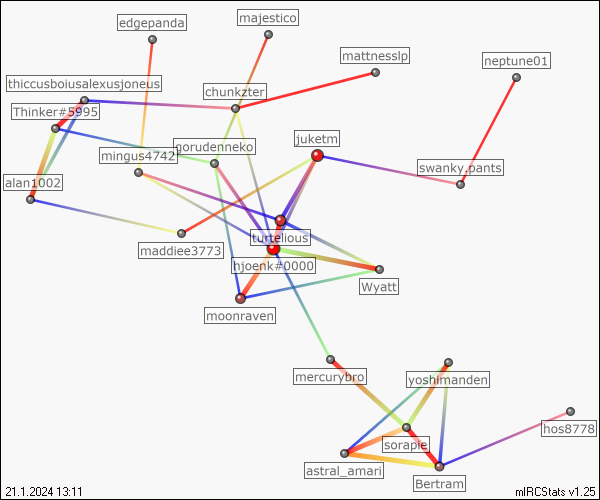 majestico
edgepanda
mattnesslp
neptune01
thiccusboiusalexusjoneus
chunkzter
Thinker#5995
juketm
gorudenneko
mingus4742
swanky.pants
alan1002
turtelious
maddiee3773
hjoenk#0000
Wyatt
moonraven
mercurybro
yoshimanden
hos8778
sorapie
astral_amari
Bertram
21.1.2024 13:11
mIRCStats v1.25